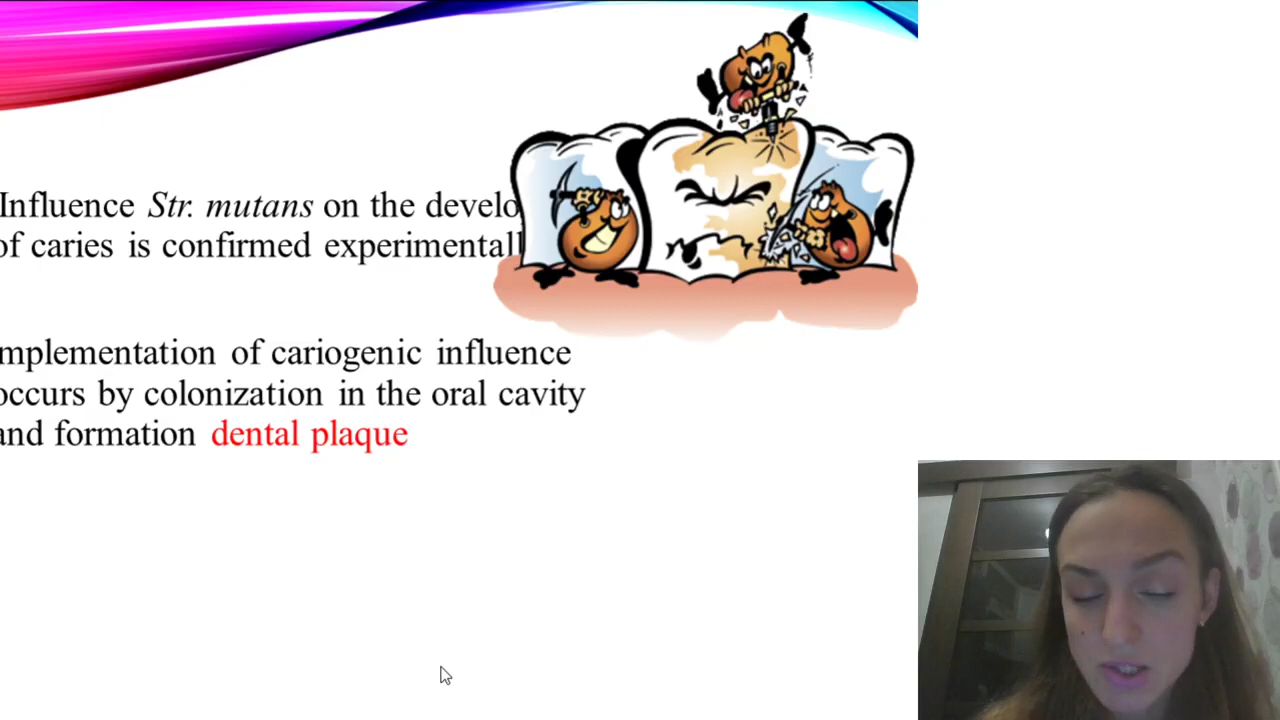 Influence Str. mutans on the develo
of caries is confirmed experimentall
mplementation of cariogenic influence
occurs by colonization in the oral cavity
and formation dental plaque